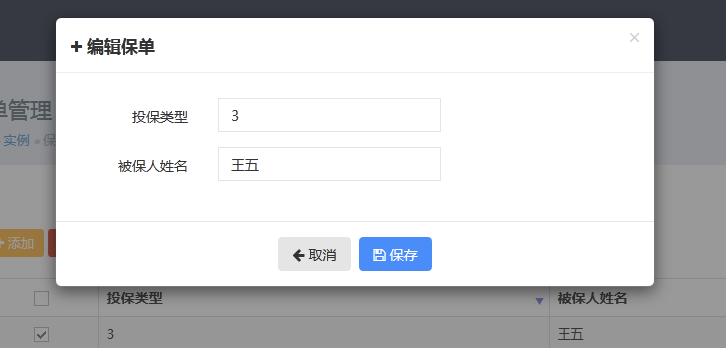 编辑保单
×
单管理
投保类型 3
实例 » 保
被保人姓名 王五
添加
取消 保存
投保类型 被保人姓名
3 王五